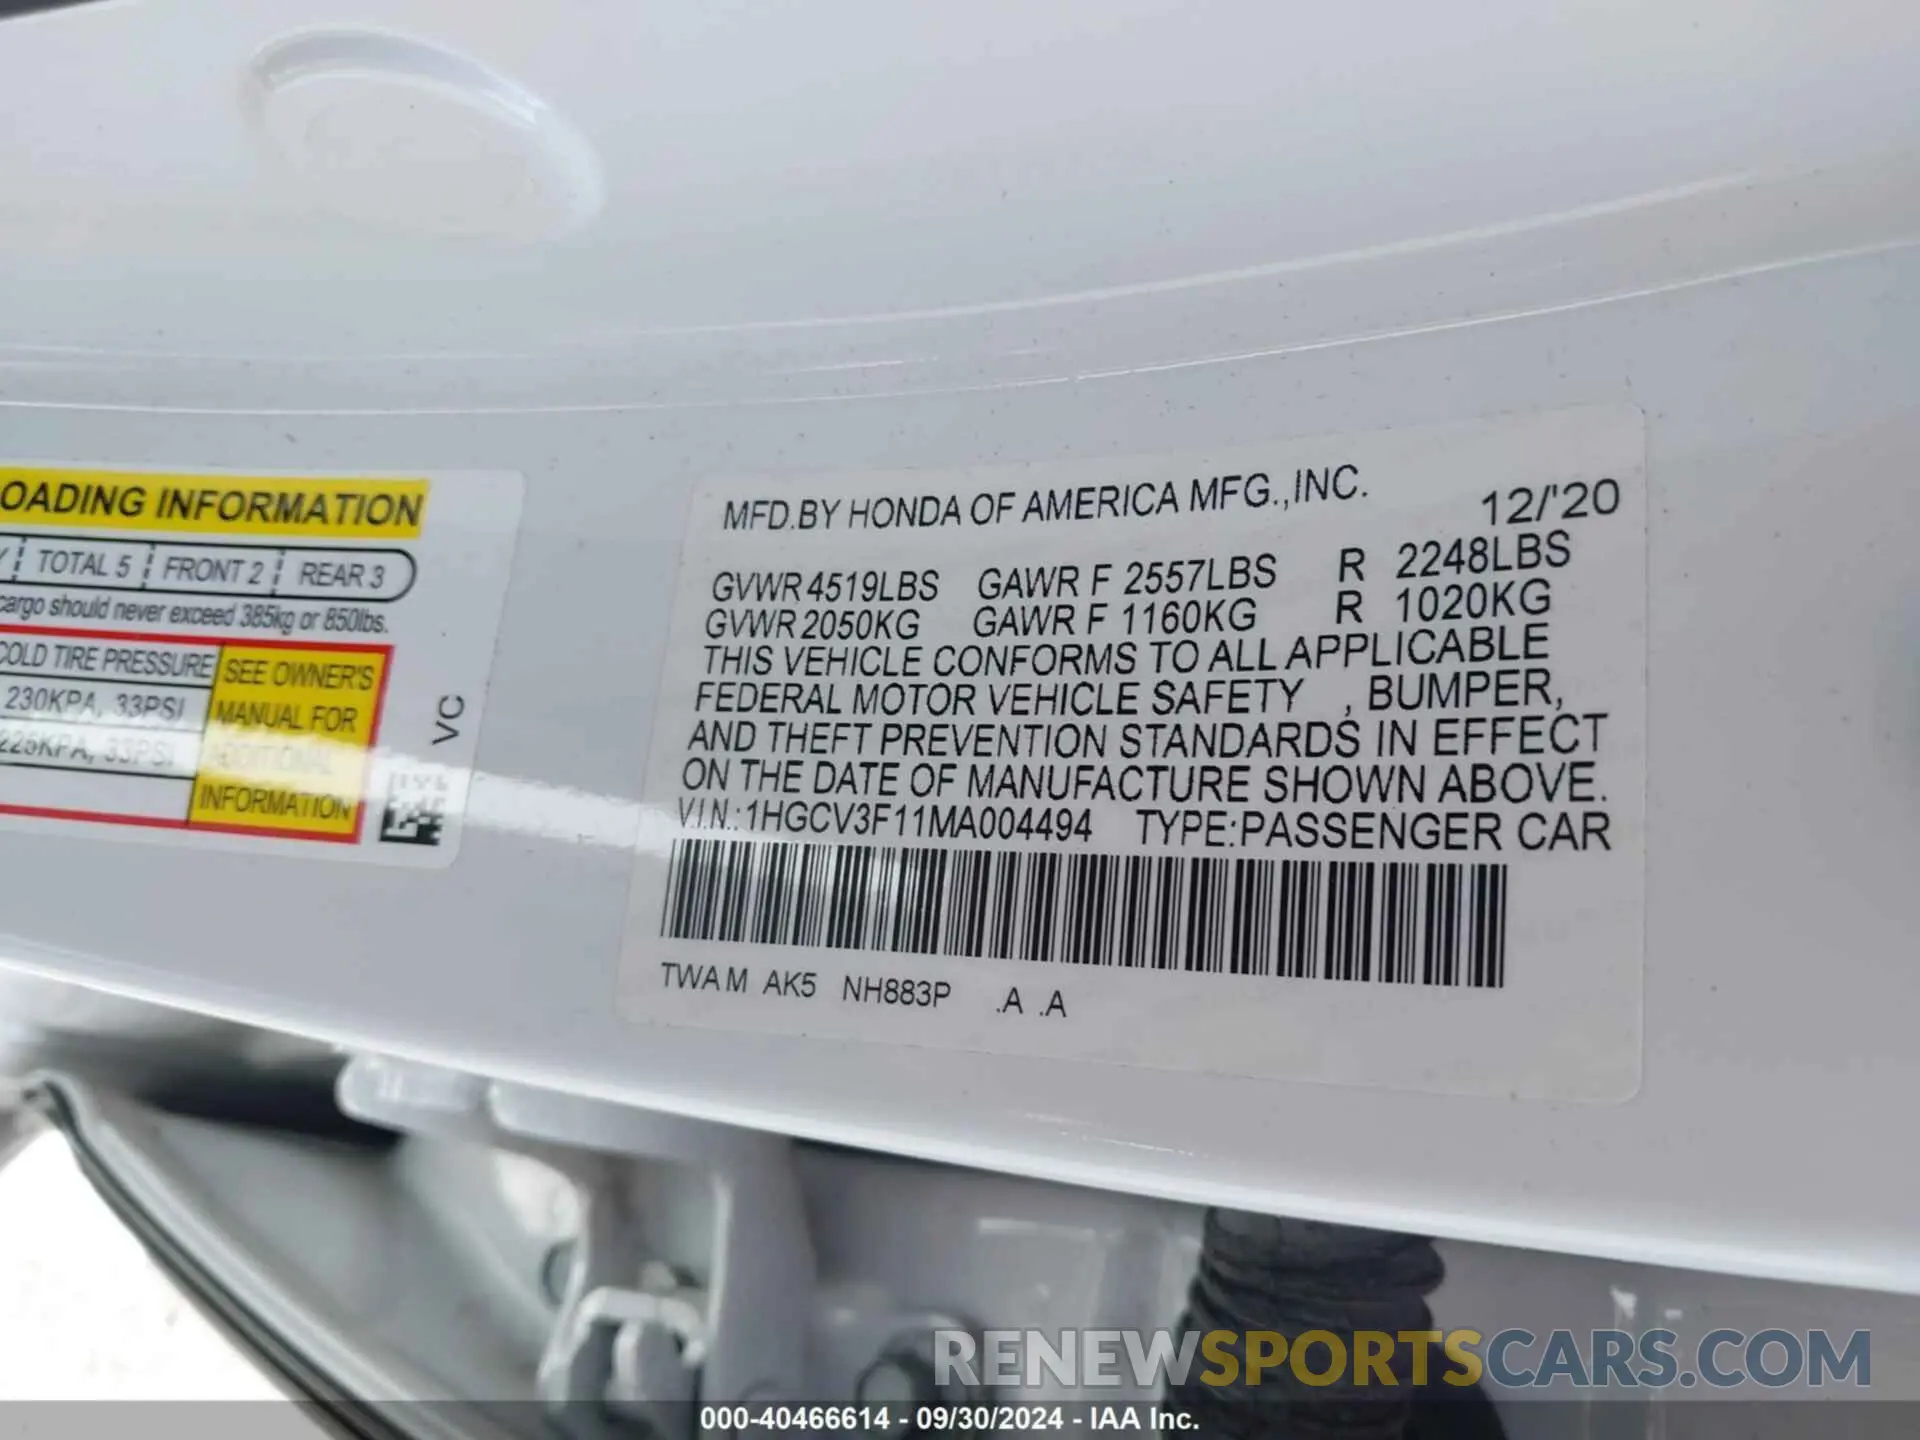 OADING INFORMATION
TOTAL 5 FRONT 2 REAR 3
cargo should never exceed 385kg or 850lbs.
COLD TIRE PRESSURE
230KPA, 33PSI
225KPA, 33PSI
SEE OWNER'S
MANUAL FOR
ADDITIONAL
INFORMATION
VC
MFD.BY HONDA OF AMERICA MFG.,INC. 12/'20
GVWR 4519LBS GAWR F 2557LBS R 2248LBS
GVWR 2050KG GAWR F 1160KG R 1020KG
THIS VEHICLE CONFORMS TO ALL APPLICABLE
FEDERAL MOTOR VEHICLE SAFETY , BUMPER,
AND THEFT PREVENTION STANDARDS IN EFFECT
ON THE DATE OF MANUFACTURE SHOWN ABOVE.
V.I.N.: 1HGCV3F11MA004494 TYPE:PASSENGER CAR
TWAM AK5 NH883P .A .A
RENEWSPORTSCARS.COM
000-40466614 - 09/30/2024 - IAA Inc.